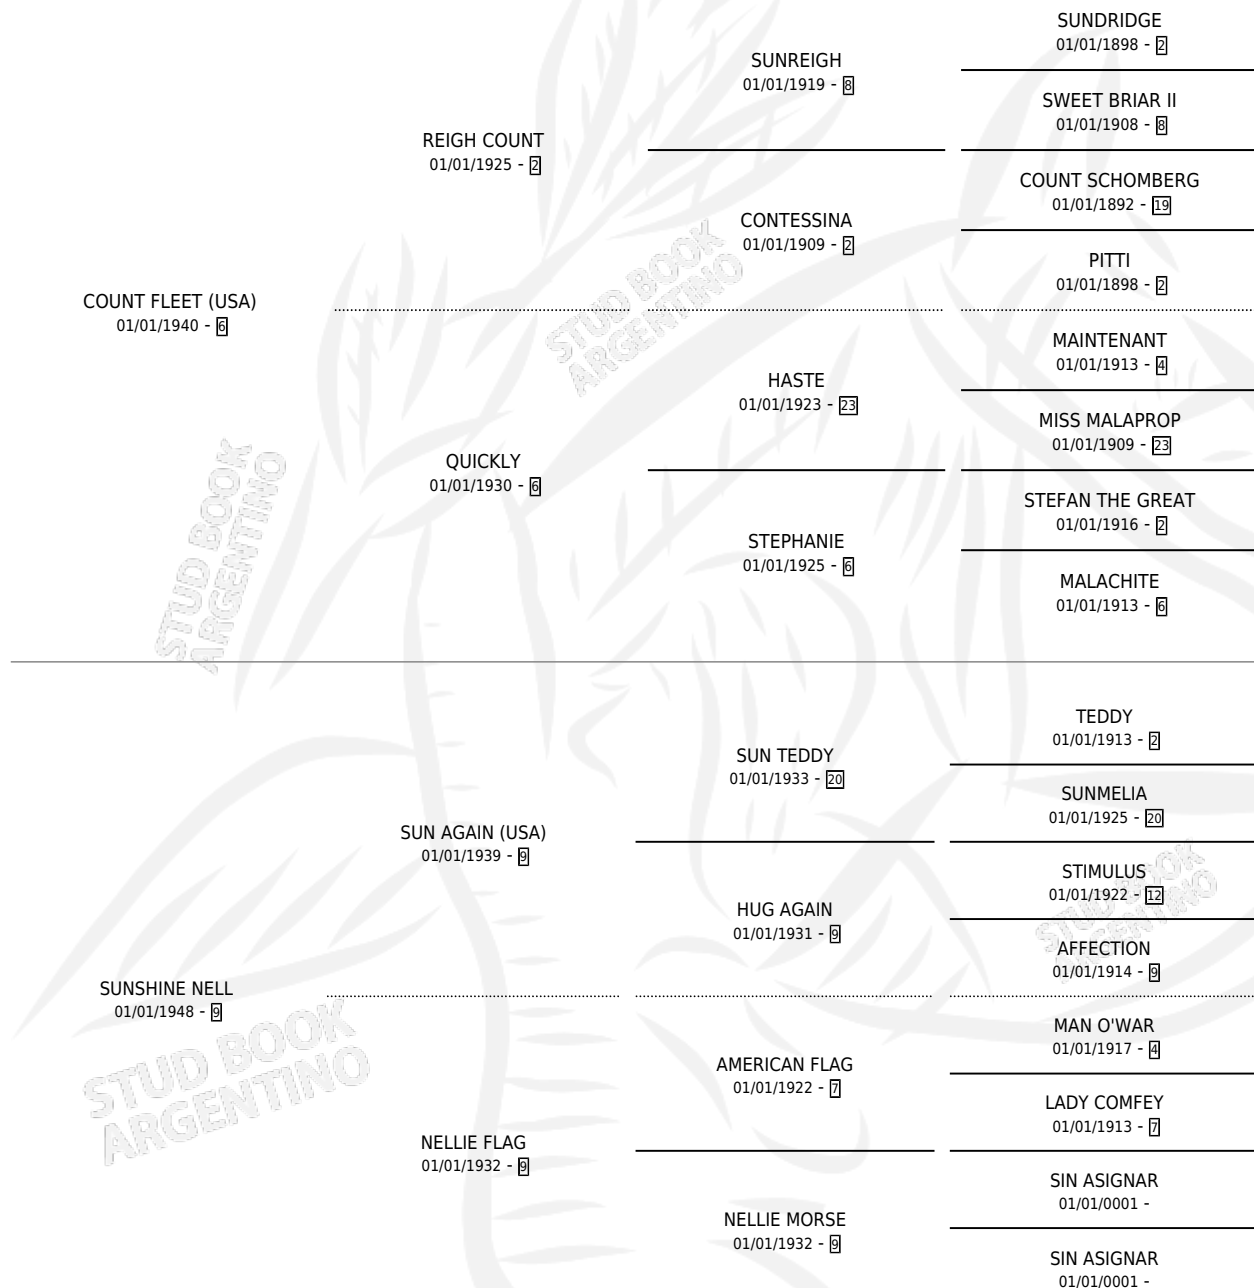 SUNDRIDGE
01/01/1898 - 2
SUNREIGH
01/01/1919 - 8
SWEET BRIAR II
01/01/1908 - 8
REIGH COUNT
01/01/1925 - 2
COUNT SCHOMBERG
01/01/1892 - 19
CONTESSINA
01/01/1909 - 2
PITTI
01/01/1898 - 2
COUNT FLEET (USA)
01/01/1940 - 6
MAINTENANT
01/01/1913 - 4
HASTE
01/01/1923 - 23
MISS MALAPROP
01/01/1909 - 23
QUICKLY
01/01/1930 - 6
STEFAN THE GREAT
01/01/1916 - 2
STEPHANIE
01/01/1925 - 6
MALACHITE
01/01/1913 - 6
STUD BOOK
ARGENTINO
STUD BOOK
ARGENTINO
TEDDY
01/01/1913 - 2
SUN TEDDY
01/01/1933 - 20
SUNMELIA
01/01/1925 - 20
SUN AGAIN (USA)
01/01/1939 - 9
STIMULUS
01/01/1922 - 12
HUG AGAIN
01/01/1931 - 9
AFFECTION
01/01/1914 - 9
SUNSHINE NELL
01/01/1948 - 9
MAN O'WAR
01/01/1917 - 4
AMERICAN FLAG
01/01/1922 - 7
LADY COMFEY
01/01/1913 - 7
NELLIE FLAG
01/01/1932 - 9
SIN ASIGNAR
01/01/0001 -
NELLIE MORSE
01/01/1932 - 9
SIN ASIGNAR
01/01/0001 -
STUD BOOK
ARGENTINO
STUD BOOK
ARGENTINO